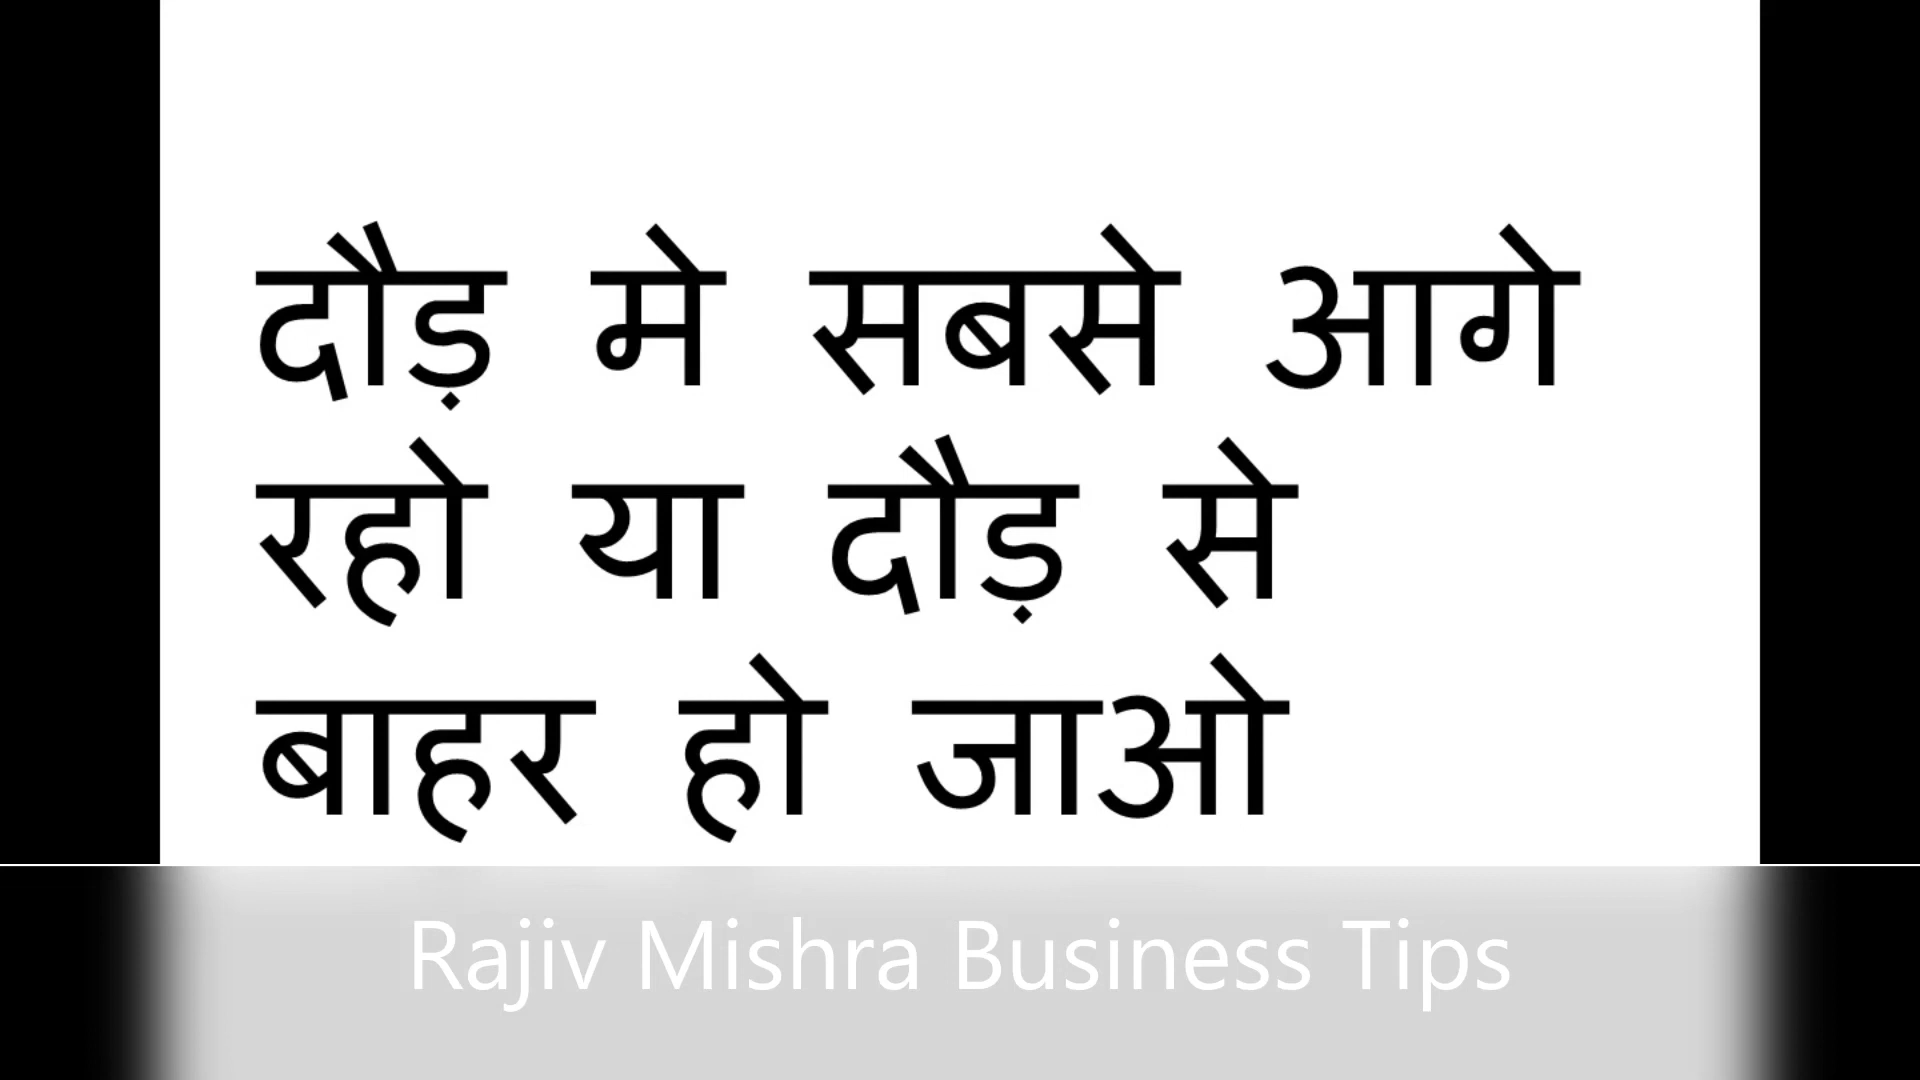 दौड़ मे सबसे आगे
रहो या दौड़ से
बाहर हो जाओ
Rajiv Mishra Business Tips